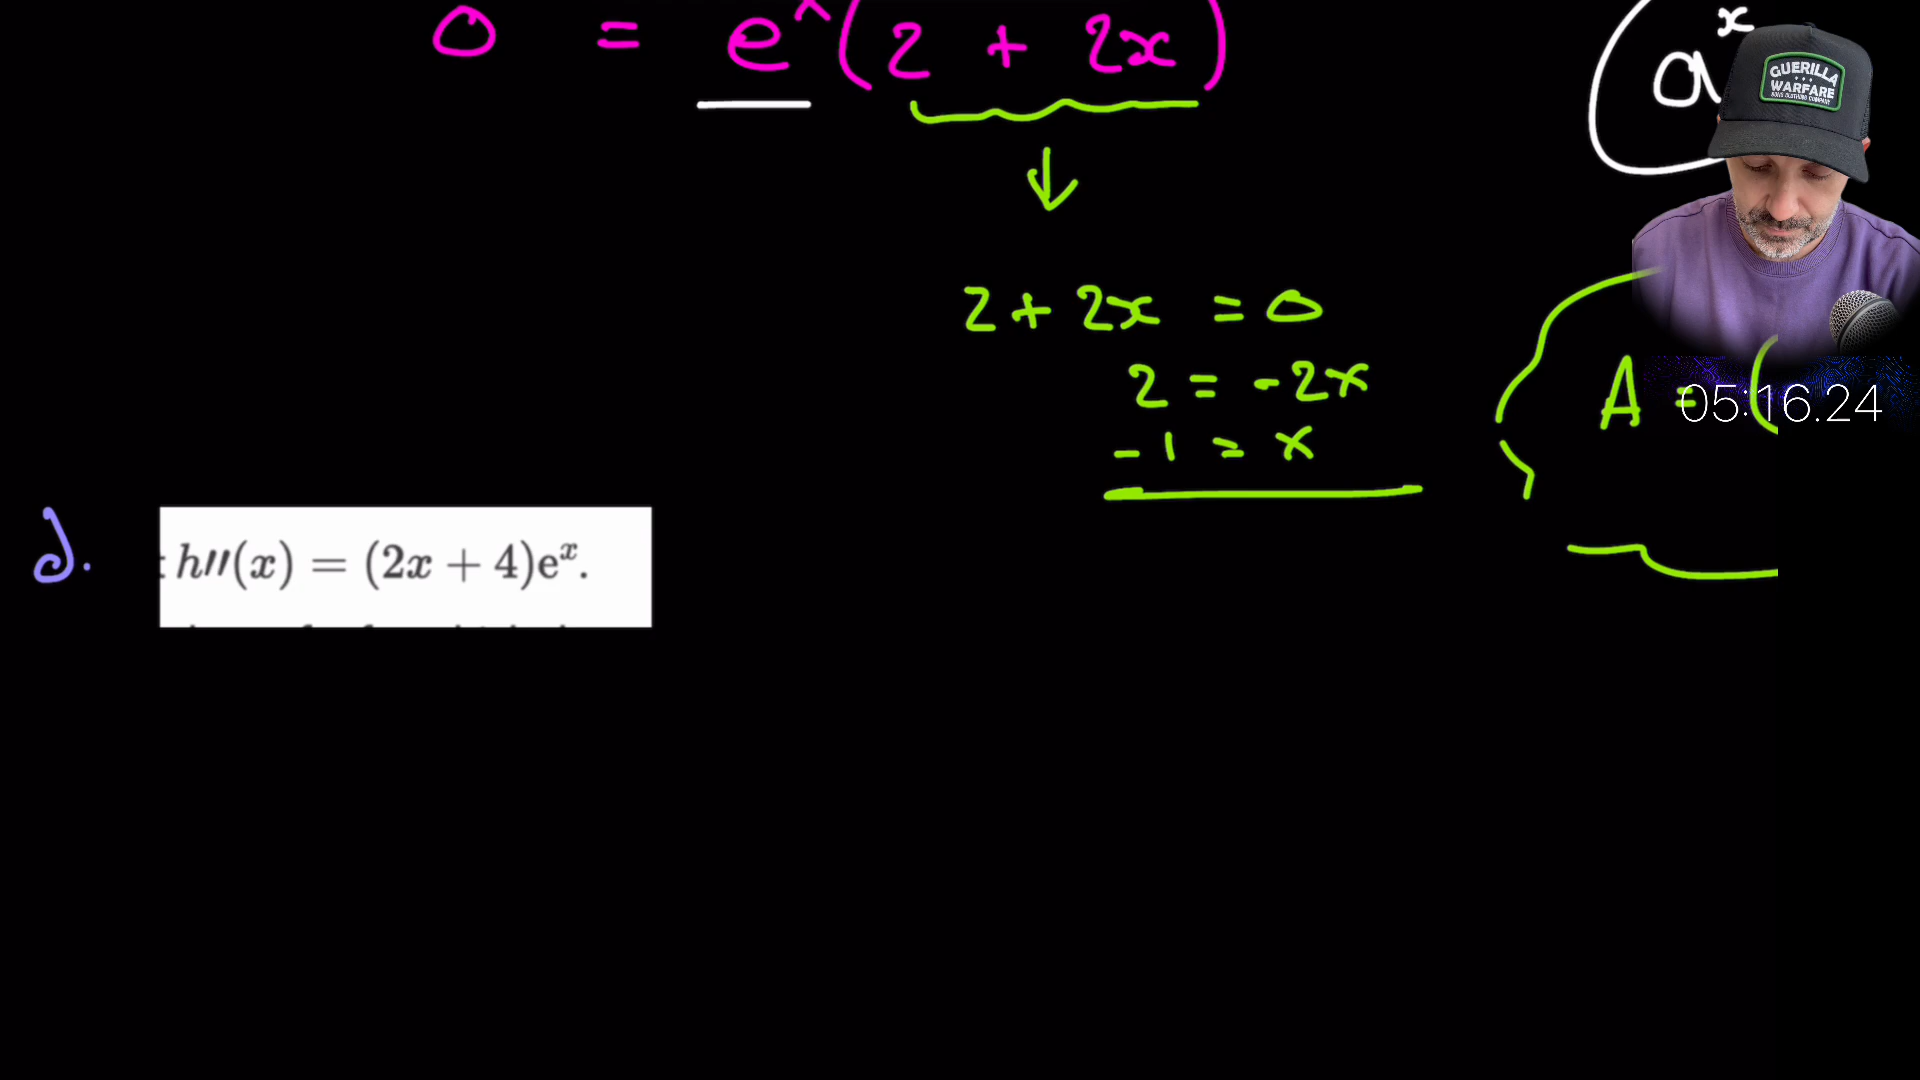 0 = e^x (2 + 2x)
a^x
GUERILLA
WARFARE
↓
2 + 2x = 0
2 = -2x
-1 = x
A = (
05:16.24
d.
h′′(x) = (2x + 4)e^x.